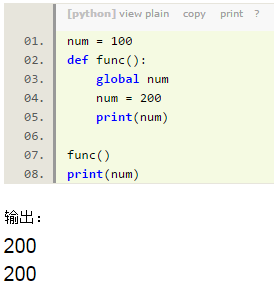 [python] view plain copy print ?
01. num = 100
02. def func():
03.     global num
04.     num = 200
05.     print(num)
06.
07. func()
08. print(num)
输出：
200
200